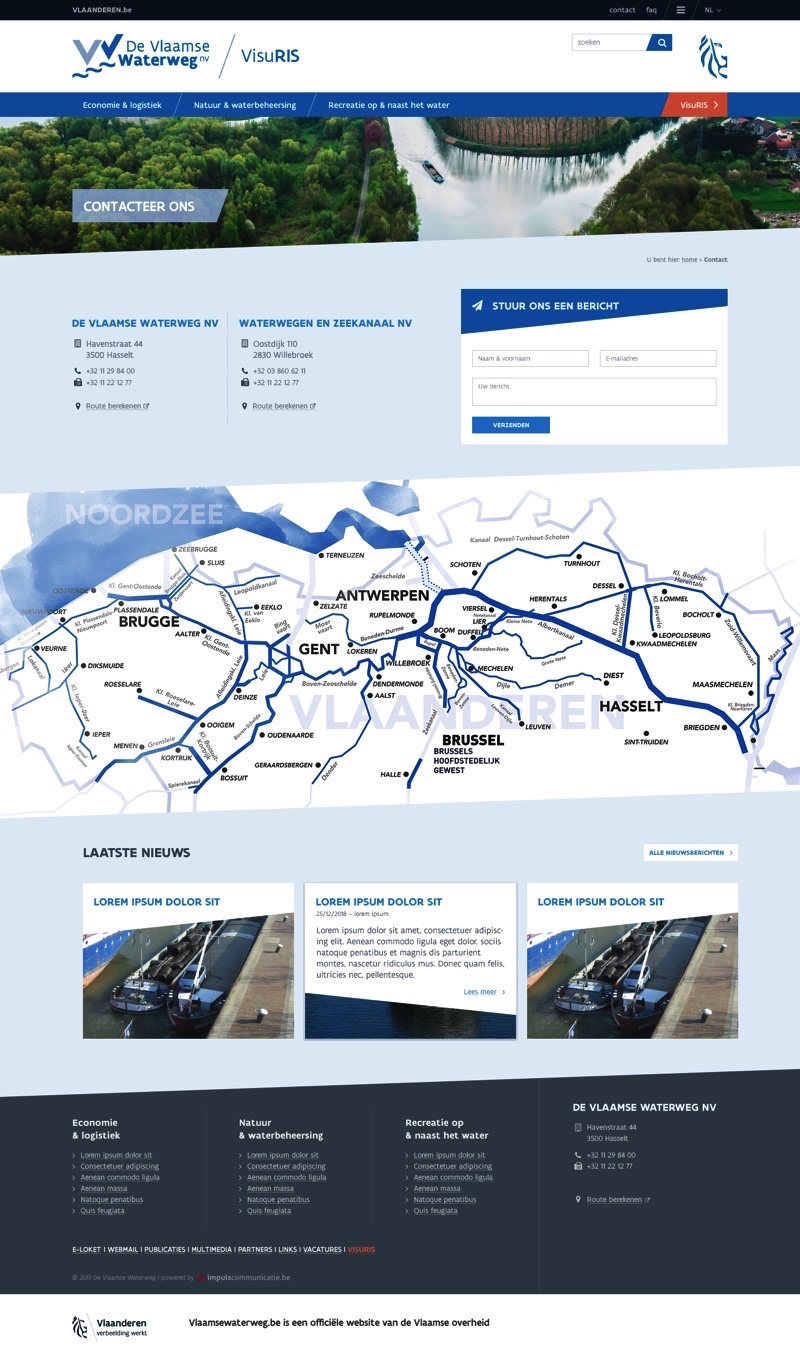 VLAANDEREN.be
contact faq NL
De Vlaamse
Waterweg nv
VisuRIS
zoeken
Economie & logistiek
Natuur & waterbeheersing
Recreatie op & naast het water
VisuRIS
CONTACTEER ONS
U bent hier: home › Contact
DE VLAAMSE WATERWEG NV
Havenstraat 44
3500 Hasselt
+32 11 29 84 00
+32 11 22 12 77
Route berekenen
WATERWEGEN EN ZEEKANAAL NV
Oostdijk 110
2830 Willebroek
+32 03 860 62 11
+32 11 22 12 77
Route berekenen
STUUR ONS EEN BERICHT
Naam & voornaam
E-mailadres
Uw bericht
VERZENDEN
NOORDZEE
VLAANDEREN
ZEEBRUGGE
SLUIS
TERNEUZEN
Kanaal Dessel-Turnhout-Schoten
SCHOTEN
TURNHOUT
Zeeschelde
Kl. Bocholt-
Herentals
OOSTENDE
Kl. Gent-Oostende
Leopoldkanaal
DESSEL
LOMMEL
ANTWERPEN
NIEUWPOORT
PLASSENDALE
Kl. Plassendale
Nieuwpoort
BRUGGE
Afleidingskl. Leie
EEKLO
Kl. van
Eeklo
ZELZATE
RUPELMONDE
VIERSEL
Netekanaal
LIER
HERENTALS
Kl. Dessel-
Kwaadmechelen
Kl. Beverlo
BOCHOLT
Zuid-Willemsvaart
Maas
AALTER
Kl. Gent-
Oostende
Ring
vaart
Moer
vaart
Beneden-Durme
BOOM
DUFFEL
Kleine Nete
Albertkanaal
LEOPOLDSBURG
KWAADMECHELEN
VEURNE
GENT
LOKEREN
Rupel
Beneden-Nete
Grote Nete
Lokanaal
IJzer
DIKSMUIDE
WILLEBROEK
MECHELEN
ROESELARE
Kl. Roeselare-
Leie
Afleidingskl. Leie
Leie
DEINZE
Boven-Zeeschelde
DENDERMONDE
AALST
Dijle
Demer
DIEST
MAASMECHELEN
HASSELT
Kl. Briegden-
Neerharen
Kl. Ieper-IJzer
OOIGEM
Boven-Schelde
Zeekanaal
Kanaal
Leuven-Dijle
LEUVEN
BRIEGDEN
IEPER
MENEN
Grensleie
KORTRIJK
Kl. Bossuit-
Kortrijk
OUDENAARDE
BRUSSEL
BRUSSELS
HOOFDSTEDELIJK
GEWEST
SINT-TRUIDEN
GERAARDSBERGEN
Dender
HALLE
BOSSUIT
Spierekanaal
LAATSTE NIEUWS
ALLE NIEUWSBERICHTEN
LOREM IPSUM DOLOR SIT
LOREM IPSUM DOLOR SIT
25/12/2018 – lorem ipsum
Lorem ipsum dolor sit amet, consectetuer adipisc-
ing elit. Aenean commodo ligula eget dolor. sociis
natoque penatibus et magnis dis parturient
montes, nascetur ridiculus mus. Donec quam felis,
ultricies nec, pellentesque.
Lees meer
LOREM IPSUM DOLOR SIT
Economie
& logistiek
Lorem ipsum dolor sit
Consectetuer adipiscing
Aenean commodo ligula
Aenean massa
Natoque penatibus
Quis feugiata
Natuur
& waterbeheersing
Lorem ipsum dolor sit
Consectetuer adipiscing
Aenean commodo ligula
Aenean massa
Natoque penatibus
Quis feugiata
Recreatie op
& naast het water
Lorem ipsum dolor sit
Consectetuer adipiscing
Aenean commodo ligula
Aenean massa
Natoque penatibus
Quis feugiata
DE VLAAMSE WATERWEG NV
Havenstraat 44
3500 Hasselt
+32 11 29 84 00
+32 11 22 12 77
Route berekenen
E-LOKET | WEBMAIL | PUBLICATIES | MULTIMEDIA | PARTNERS | LINKS | VACATURES | VISURIS
© 2017 De Vlaamse Waterweg | powered by impulscommunicatie.be
Vlaanderen
verbeelding werkt
Vlaamsewaterweg.be is een officiële website van de Vlaamse overheid